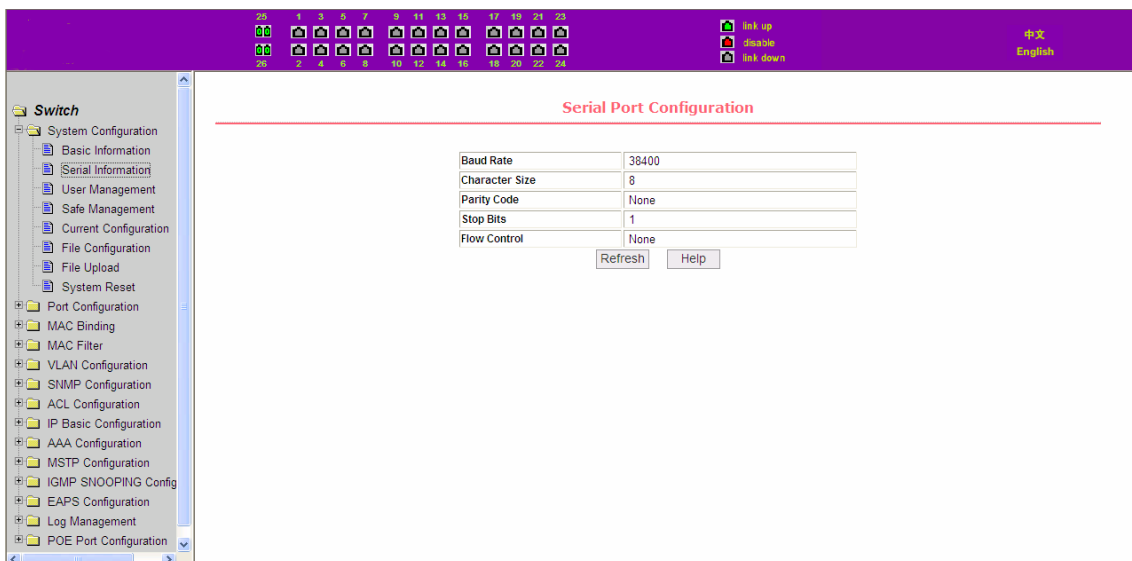 25 1 3 5 7 9 11 13 15 17 19 21 23
26 2 4 6 8 10 12 14 16 18 20 22 24
link up
disable
link down
中文
English
Switch
System Configuration
Basic Information
Serial Information
User Management
Safe Management
Current Configuration
File Configuration
File Upload
System Reset
Port Configuration
MAC Binding
MAC Filter
VLAN Configuration
SNMP Configuration
ACL Configuration
IP Basic Configuration
AAA Configuration
MSTP Configuration
IGMP SNOOPING Config
EAPS Configuration
Log Management
POE Port Configuration
Serial Port Configuration
Baud Rate 38400
Character Size 8
Parity Code None
Stop Bits 1
Flow Control None
Refresh Help